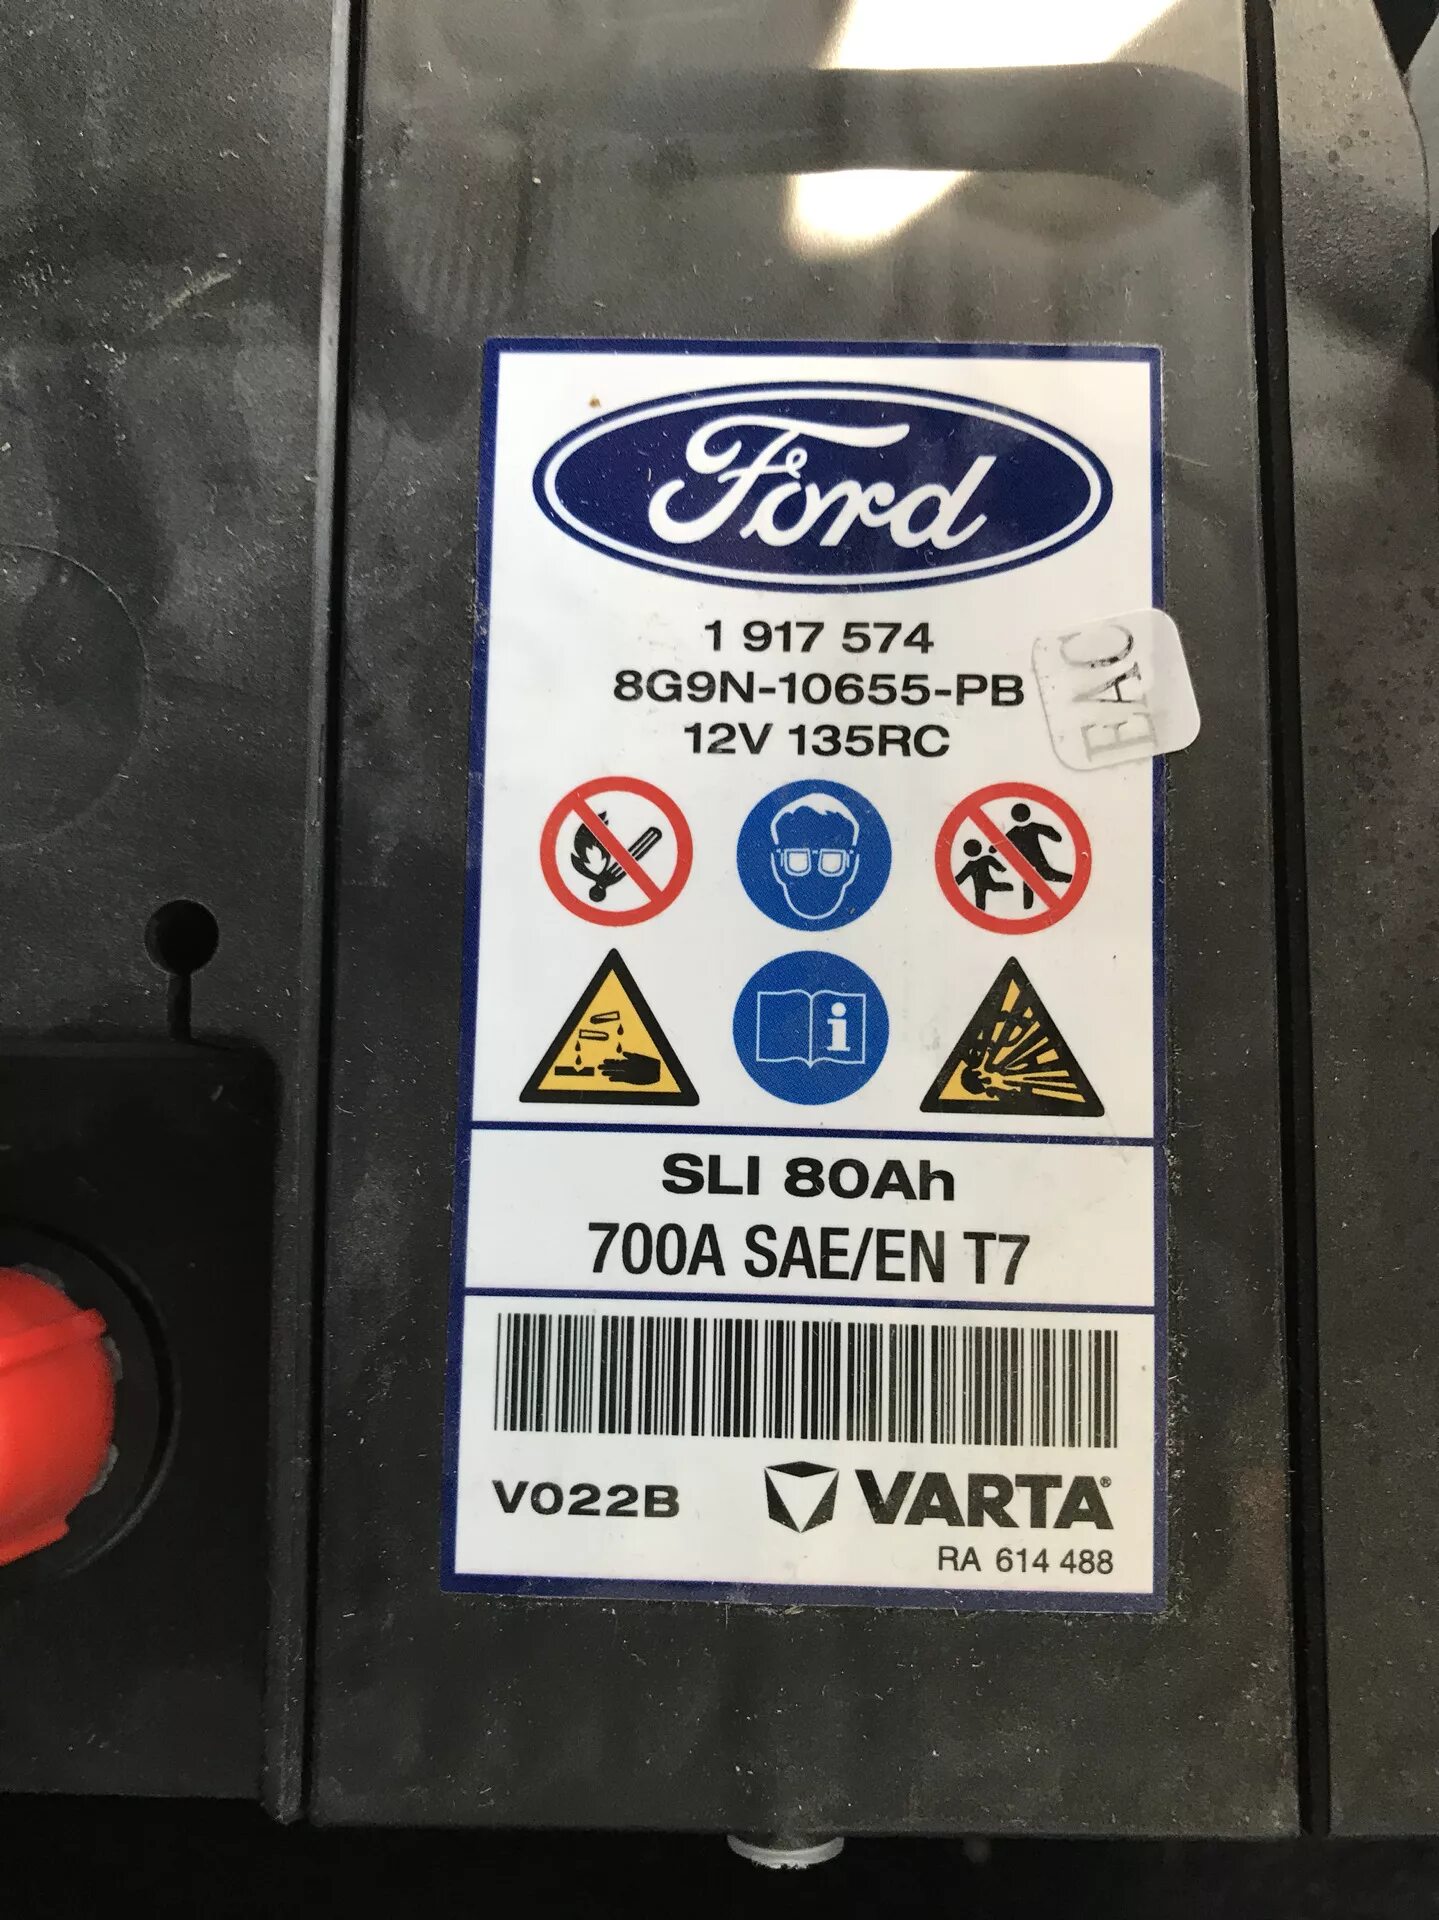 Ford
1 917 574
8G9N-10655-PB
12V 135RC
EAC
i
SLI 80Ah
700A SAE/EN T7
V022B
VARTA®
RA 614 488